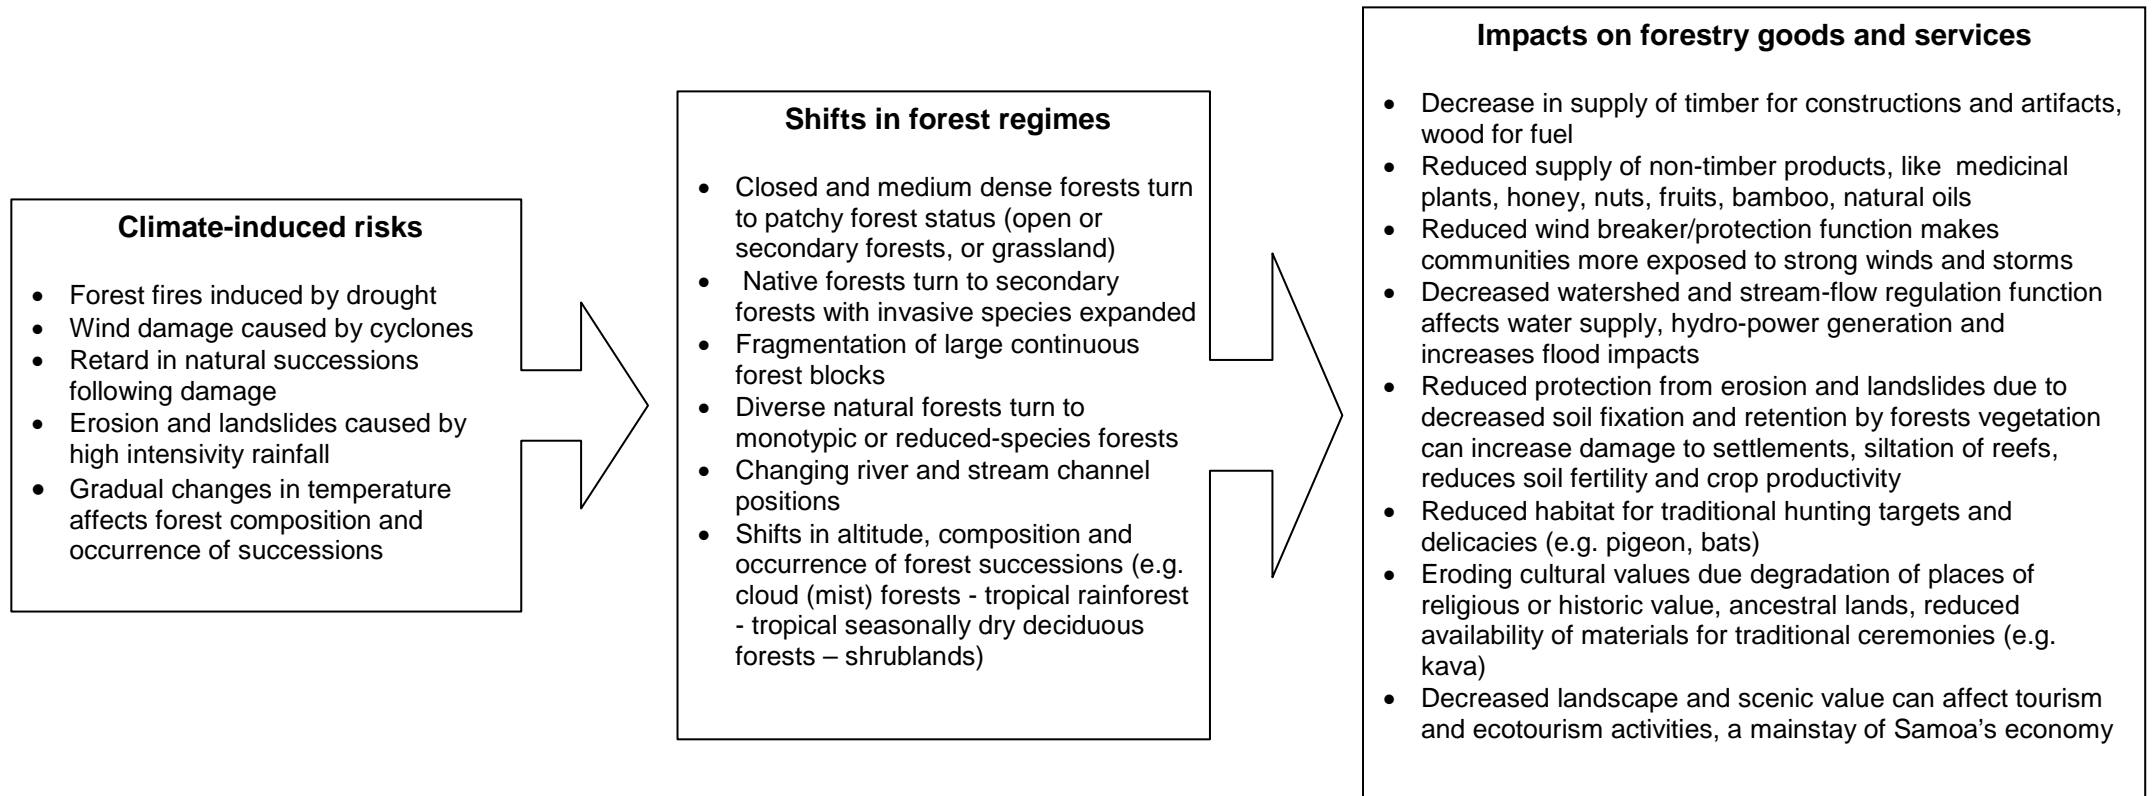 Climate-induced risks
• Forest fires induced by drought
• Wind damage caused by cyclones
• Retard in natural successions
following damage
• Erosion and landslides caused by
high intensivity rainfall
• Gradual changes in temperature
affects forest composition and
occurrence of successions
Shifts in forest regimes
• Closed and medium dense forests turn
to patchy forest status (open or
secondary forests, or grassland)
• Native forests turn to secondary
forests with invasive species expanded
• Fragmentation of large continuous
forest blocks
• Diverse natural forests turn to
monotypic or reduced-species forests
• Changing river and stream channel
positions
• Shifts in altitude, composition and
occurrence of forest successions (e.g.
cloud (mist) forests - tropical rainforest
- tropical seasonally dry deciduous
forests – shrublands)
Impacts on forestry goods and services
• Decrease in supply of timber for constructions and artifacts,
wood for fuel
• Reduced supply of non-timber products, like medicinal
plants, honey, nuts, fruits, bamboo, natural oils
• Reduced wind breaker/protection function makes
communities more exposed to strong winds and storms
• Decreased watershed and stream-flow regulation function
affects water supply, hydro-power generation and
increases flood impacts
• Reduced protection from erosion and landslides due to
decreased soil fixation and retention by forests vegetation
can increase damage to settlements, siltation of reefs,
reduces soil fertility and crop productivity
• Reduced habitat for traditional hunting targets and
delicacies (e.g. pigeon, bats)
• Eroding cultural values due degradation of places of
religious or historic value, ancestral lands, reduced
availability of materials for traditional ceremonies (e.g.
kava)
• Decreased landscape and scenic value can affect tourism
and ecotourism activities, a mainstay of Samoa’s economy